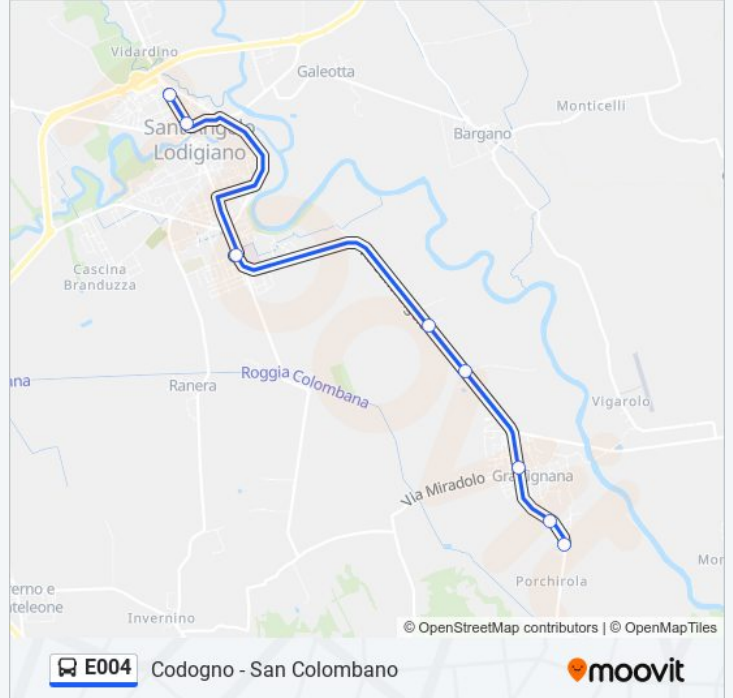 Vidardino
Galeotta
Monticelli
Bargano
Sant'Angelo
Lodigiano
Cascina
Branduzza
Roggia Colombana
Ranera
Vigarolo
Graffignana
Via Miradolo
Porchirola
Invernino
© OpenStreetMap contributors | © OpenMapTiles
E004 Codogno - San Colombano
moovit